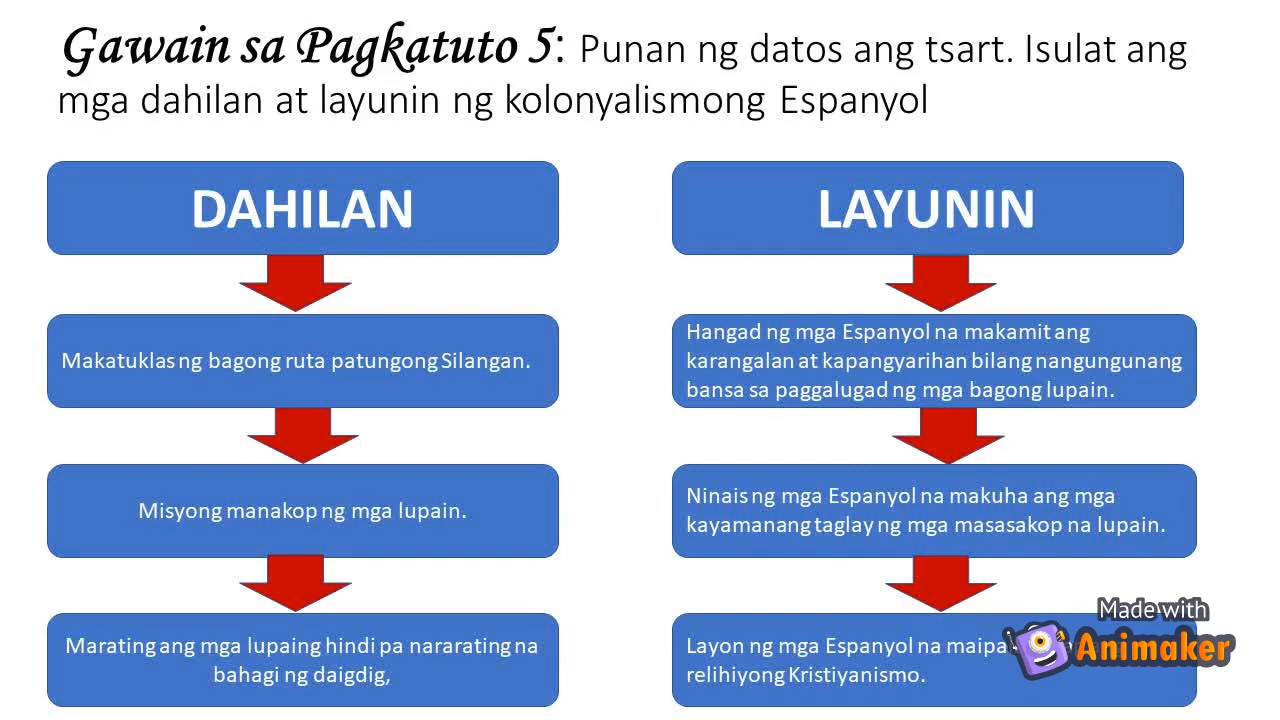 Gawain sa Pagkatuto 5: Punan ng datos ang tsart. Isulat ang
mga dahilan at layunin ng kolonyalismong Espanyol
DAHILAN
Makatuklas ng bagong ruta patungong Silangan.
Misyong manakop ng mga lupain.
Marating ang mga lupaing hindi pa nararating na
bahagi ng daigdig,
LAYUNIN
Hangad ng mga Espanyol na makamit ang
karangalan at kapangyarihan bilang nangungunang
bansa sa paggalugad ng mga bagong lupain.
Ninais ng mga Espanyol na makuha ang mga
kayamanang taglay ng mga masasakop na lupain.
Layon ng mga Espanyol na
relihiyong Kristiyanismo.
Made with
Animaker